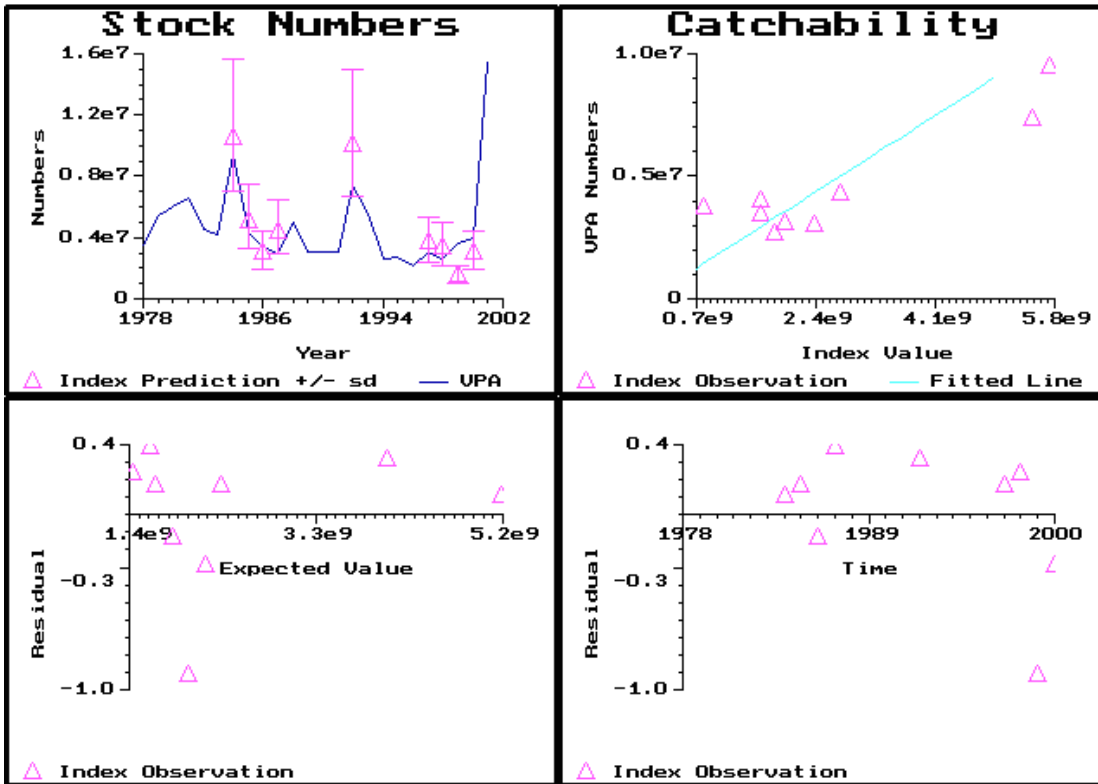 Stock Numbers
1.6e7
1.2e7
0.8e7
0.4e7
0
Numbers
1978 1986 1994 2002
Year
Index Prediction +/- sd VPA
Catchability
1.0e7
0.5e7
0
VPA Numbers
0.7e9 2.4e9 4.1e9 5.8e9
Index Value
Index Observation Fitted Line
0.4
-0.3
-1.0
Residual
1.4e9 3.3e9 5.2e9
Expected Value
Index Observation
0.4
-0.3
-1.0
Residual
1978 1989 2000
Time
Index Observation